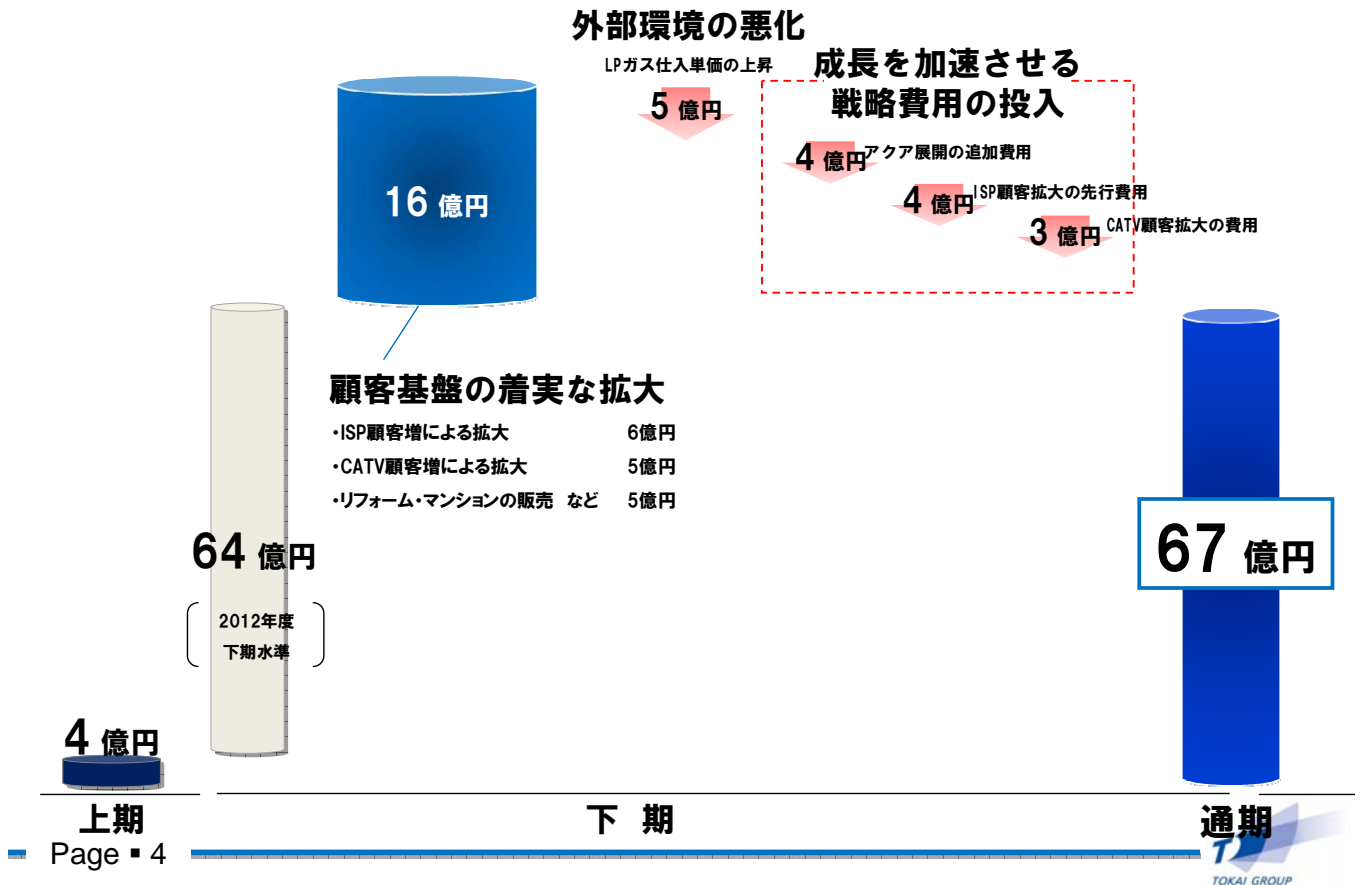 外部環境の悪化
LPガス仕入単価の上昇
5 億円
成長を加速させる
戦略費用の投入
4 億円 アクア展開の追加費用
4 億円 ISP顧客拡大の先行費用
3 億円 CATV顧客拡大の費用
16 億円
顧客基盤の着実な拡大
・ISP顧客増による拡大 6億円
・CATV顧客増による拡大 5億円
・リフォーム・マンションの販売 など 5億円
64 億円
2012年度
下期水準
67 億円
4 億円
上期
下 期
通期
Page ▪ 4
TOKAI GROUP